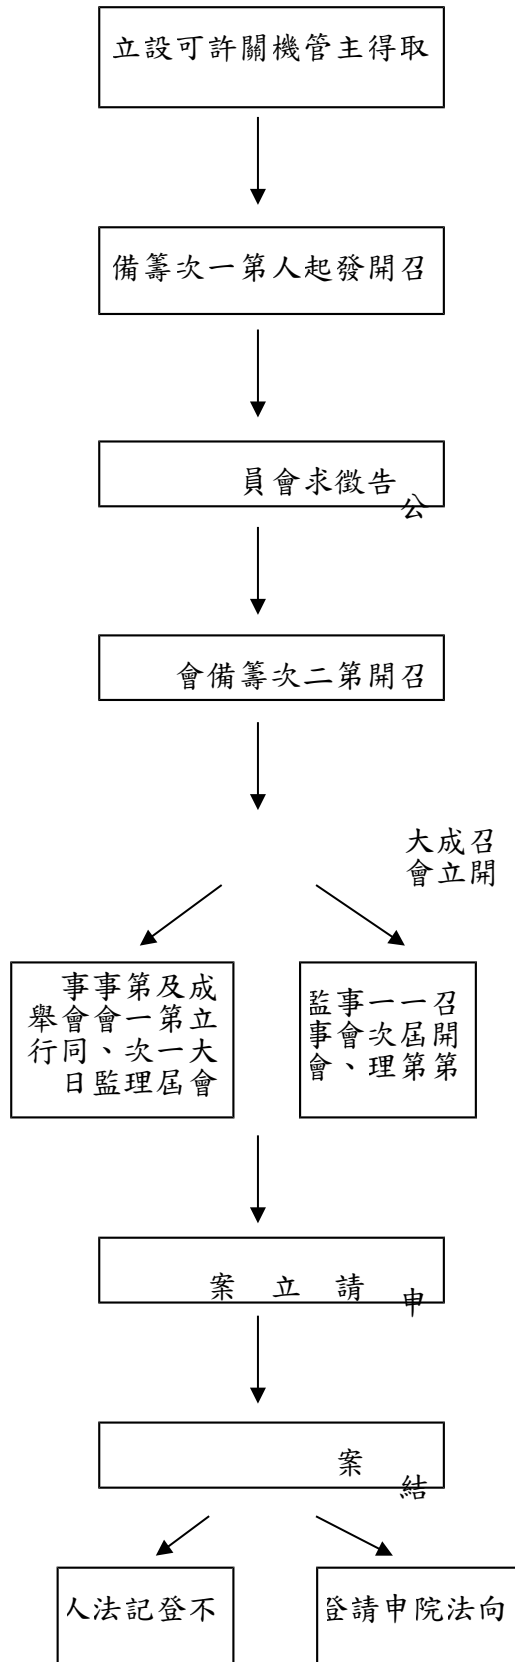 取得主管機關許可設立
召開發起人第一次籌備
公告徵求會員
召開第二次籌備會
召開
成立
大會
召開第
一屆第
一次理
事會、
監事會
成立大會
及第一屆
第一次理
事會、監
事會同日
舉行
申請立案
結案
向法院申請登
不登記法人